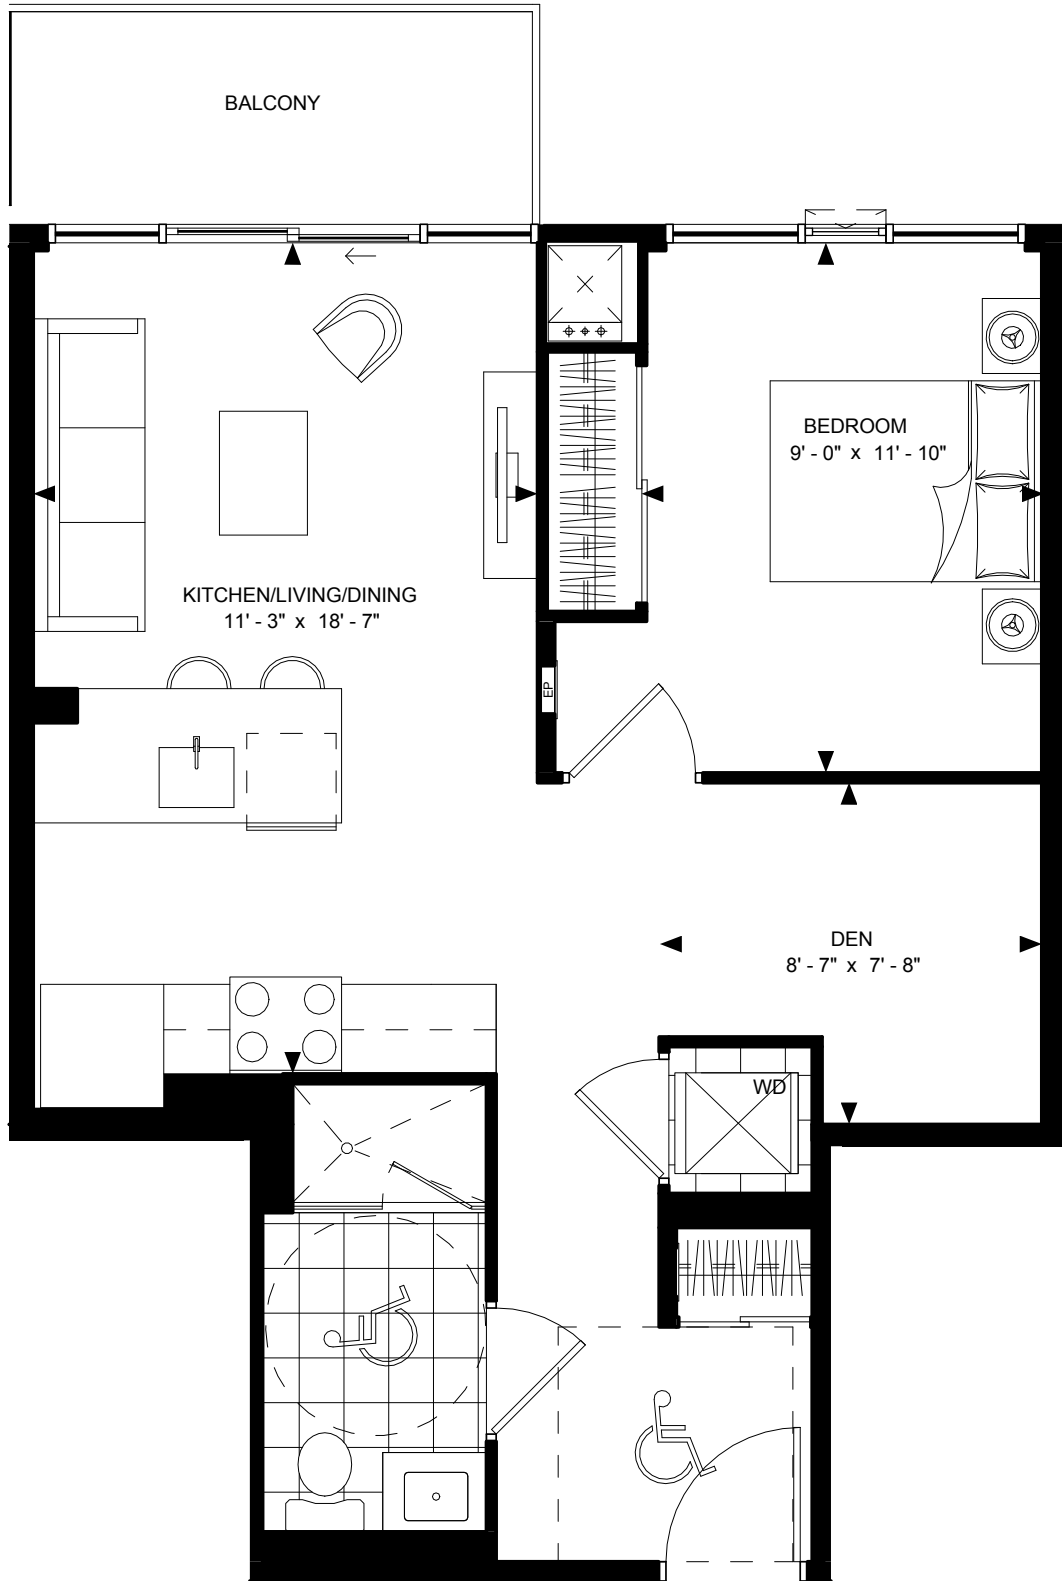 BALCONY
BEDROOM
9' - 0" x 11' - 10"
KITCHEN/LIVING/DINING
11' - 3" x 18' - 7"
EP
DEN
8' - 7" x 7' - 8"
WD